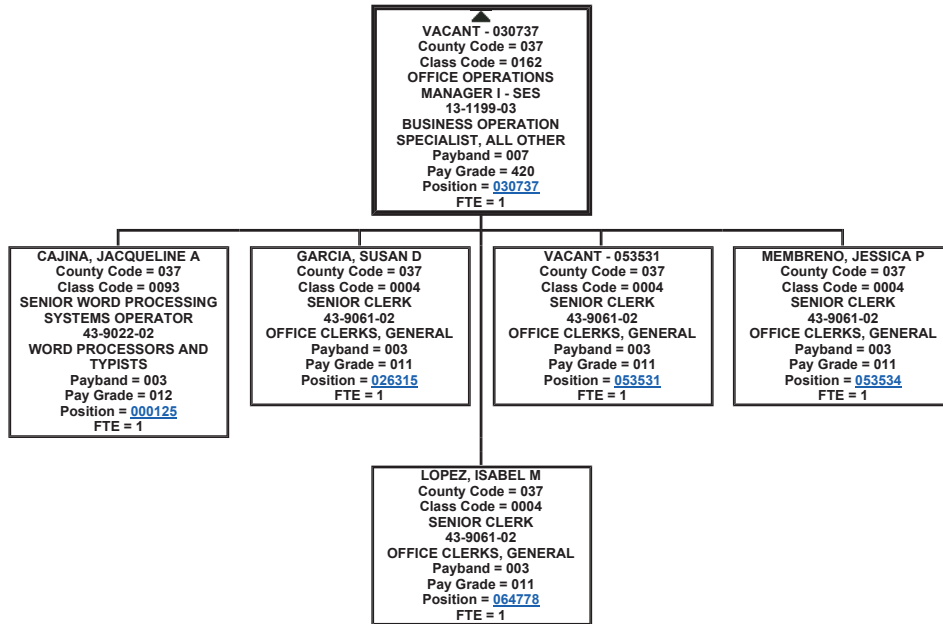 VACANT - 030737
County Code = 037
Class Code = 0162
OFFICE OPERATIONS
MANAGER I - SES
13-1199-03
BUSINESS OPERATION
SPECIALIST, ALL OTHER
Payband = 007
Pay Grade = 420
Position = 030737
FTE = 1
CAJINA, JACQUELINE A
County Code = 037
Class Code = 0093
SENIOR WORD PROCESSING
SYSTEMS OPERATOR
43-9022-02
WORD PROCESSORS AND
TYPISTS
Payband = 003
Pay Grade = 012
Position = 000125
FTE = 1
GARCIA, SUSAN D
County Code = 037
Class Code = 0004
SENIOR CLERK
43-9061-02
OFFICE CLERKS, GENERAL
Payband = 003
Pay Grade = 011
Position = 026315
FTE = 1
VACANT - 053531
County Code = 037
Class Code = 0004
SENIOR CLERK
43-9061-02
OFFICE CLERKS, GENERAL
Payband = 003
Pay Grade = 011
Position = 053531
FTE = 1
MEMBRENO, JESSICA P
County Code = 037
Class Code = 0004
SENIOR CLERK
43-9061-02
OFFICE CLERKS, GENERAL
Payband = 003
Pay Grade = 011
Position = 053534
FTE = 1
LOPEZ, ISABEL M
County Code = 037
Class Code = 0004
SENIOR CLERK
43-9061-02
OFFICE CLERKS, GENERAL
Payband = 003
Pay Grade = 011
Position = 064778
FTE = 1